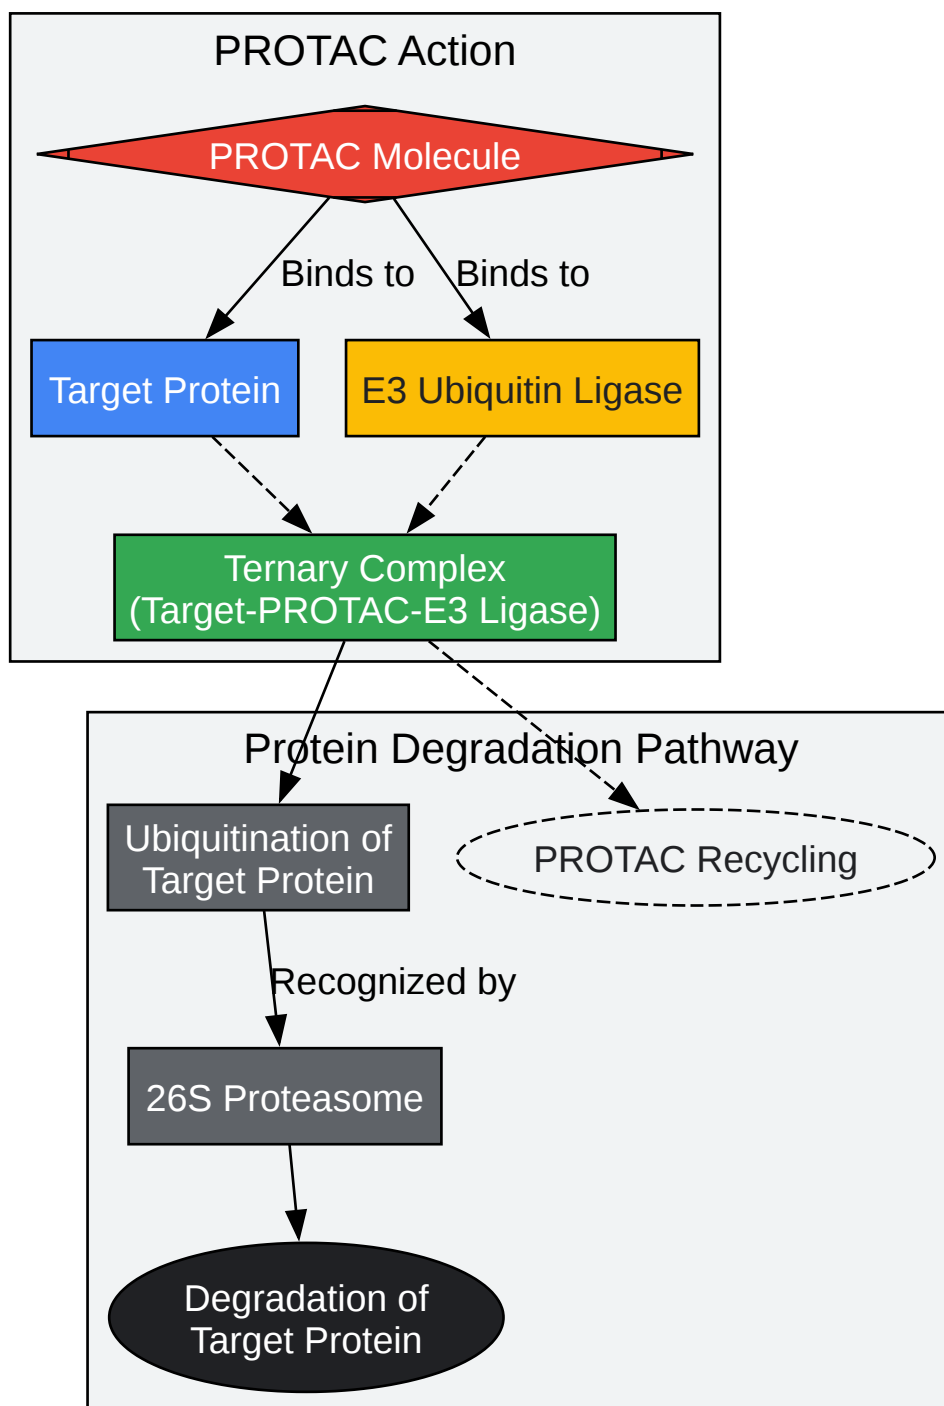 PROTAC Action
PROTAC Molecule
Binds to
Binds to
Target Protein
E3 Ubiquitin Ligase
Ternary Complex
(Target-PROTAC-E3 Ligase)
Protein Degradation Pathway
Ubiquitination of
Target Protein
PROTAC Recycling
Recognized by
26S Proteasome
Degradation of
Target Protein